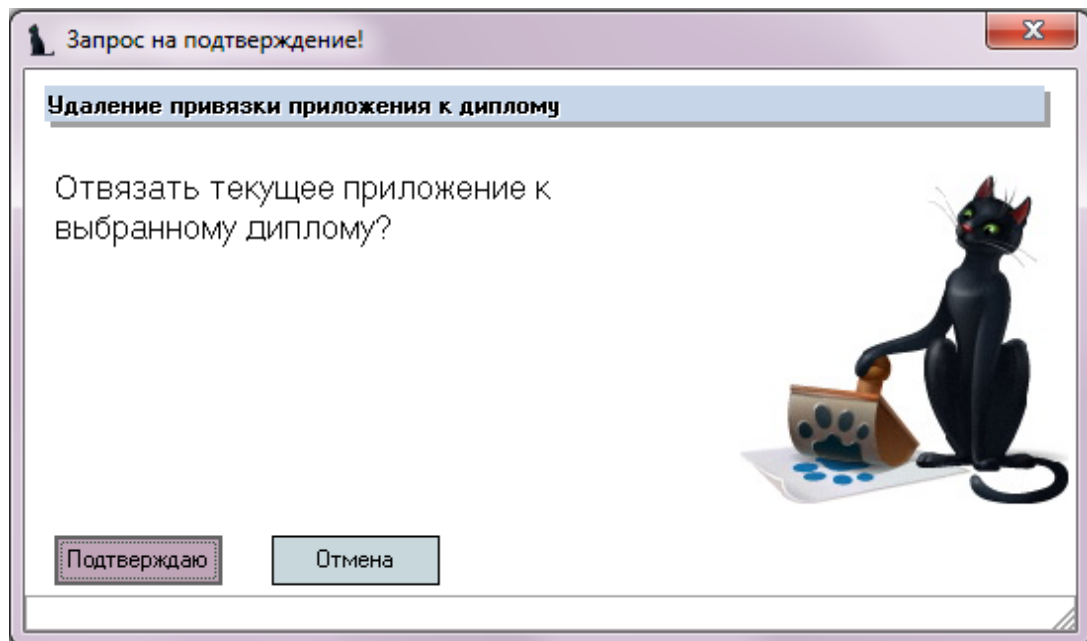 Запрос на подтверждение!
Удаление привязки приложения к диплому
Отвязать текущее приложение к
выбранному диплому?
Подтверждаю
Отмена